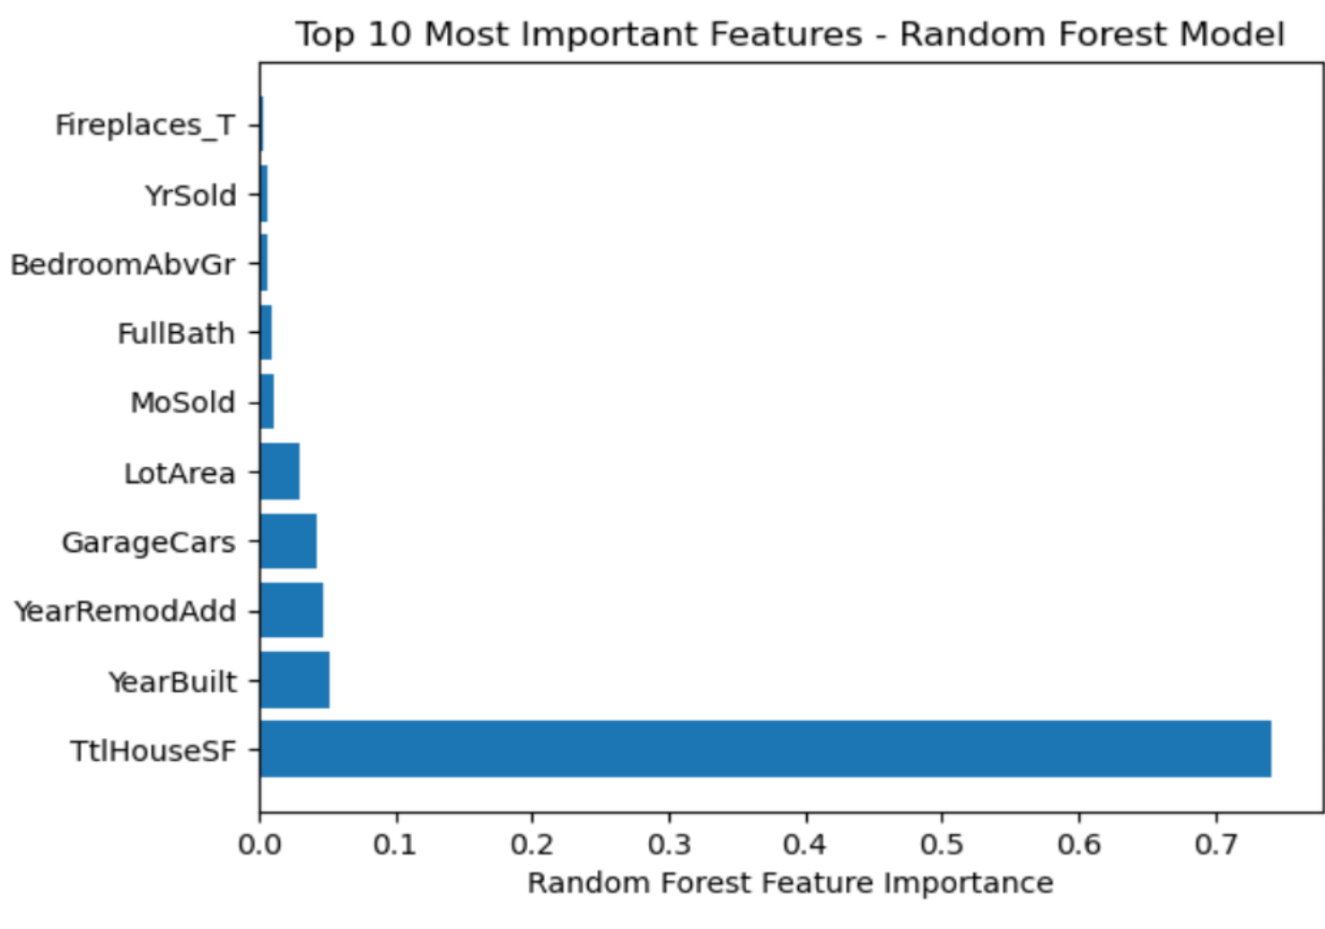 Top 10 Most Important Features - Random Forest Model
Fireplaces_T
YrSold
BedroomAbvGr
FullBath
MoSold
LotArea
GarageCars
YearRemodAdd
YearBuilt
TtlHouseSF
0.0 0.1 0.2 0.3 0.4 0.5 0.6 0.7
Random Forest Feature Importance